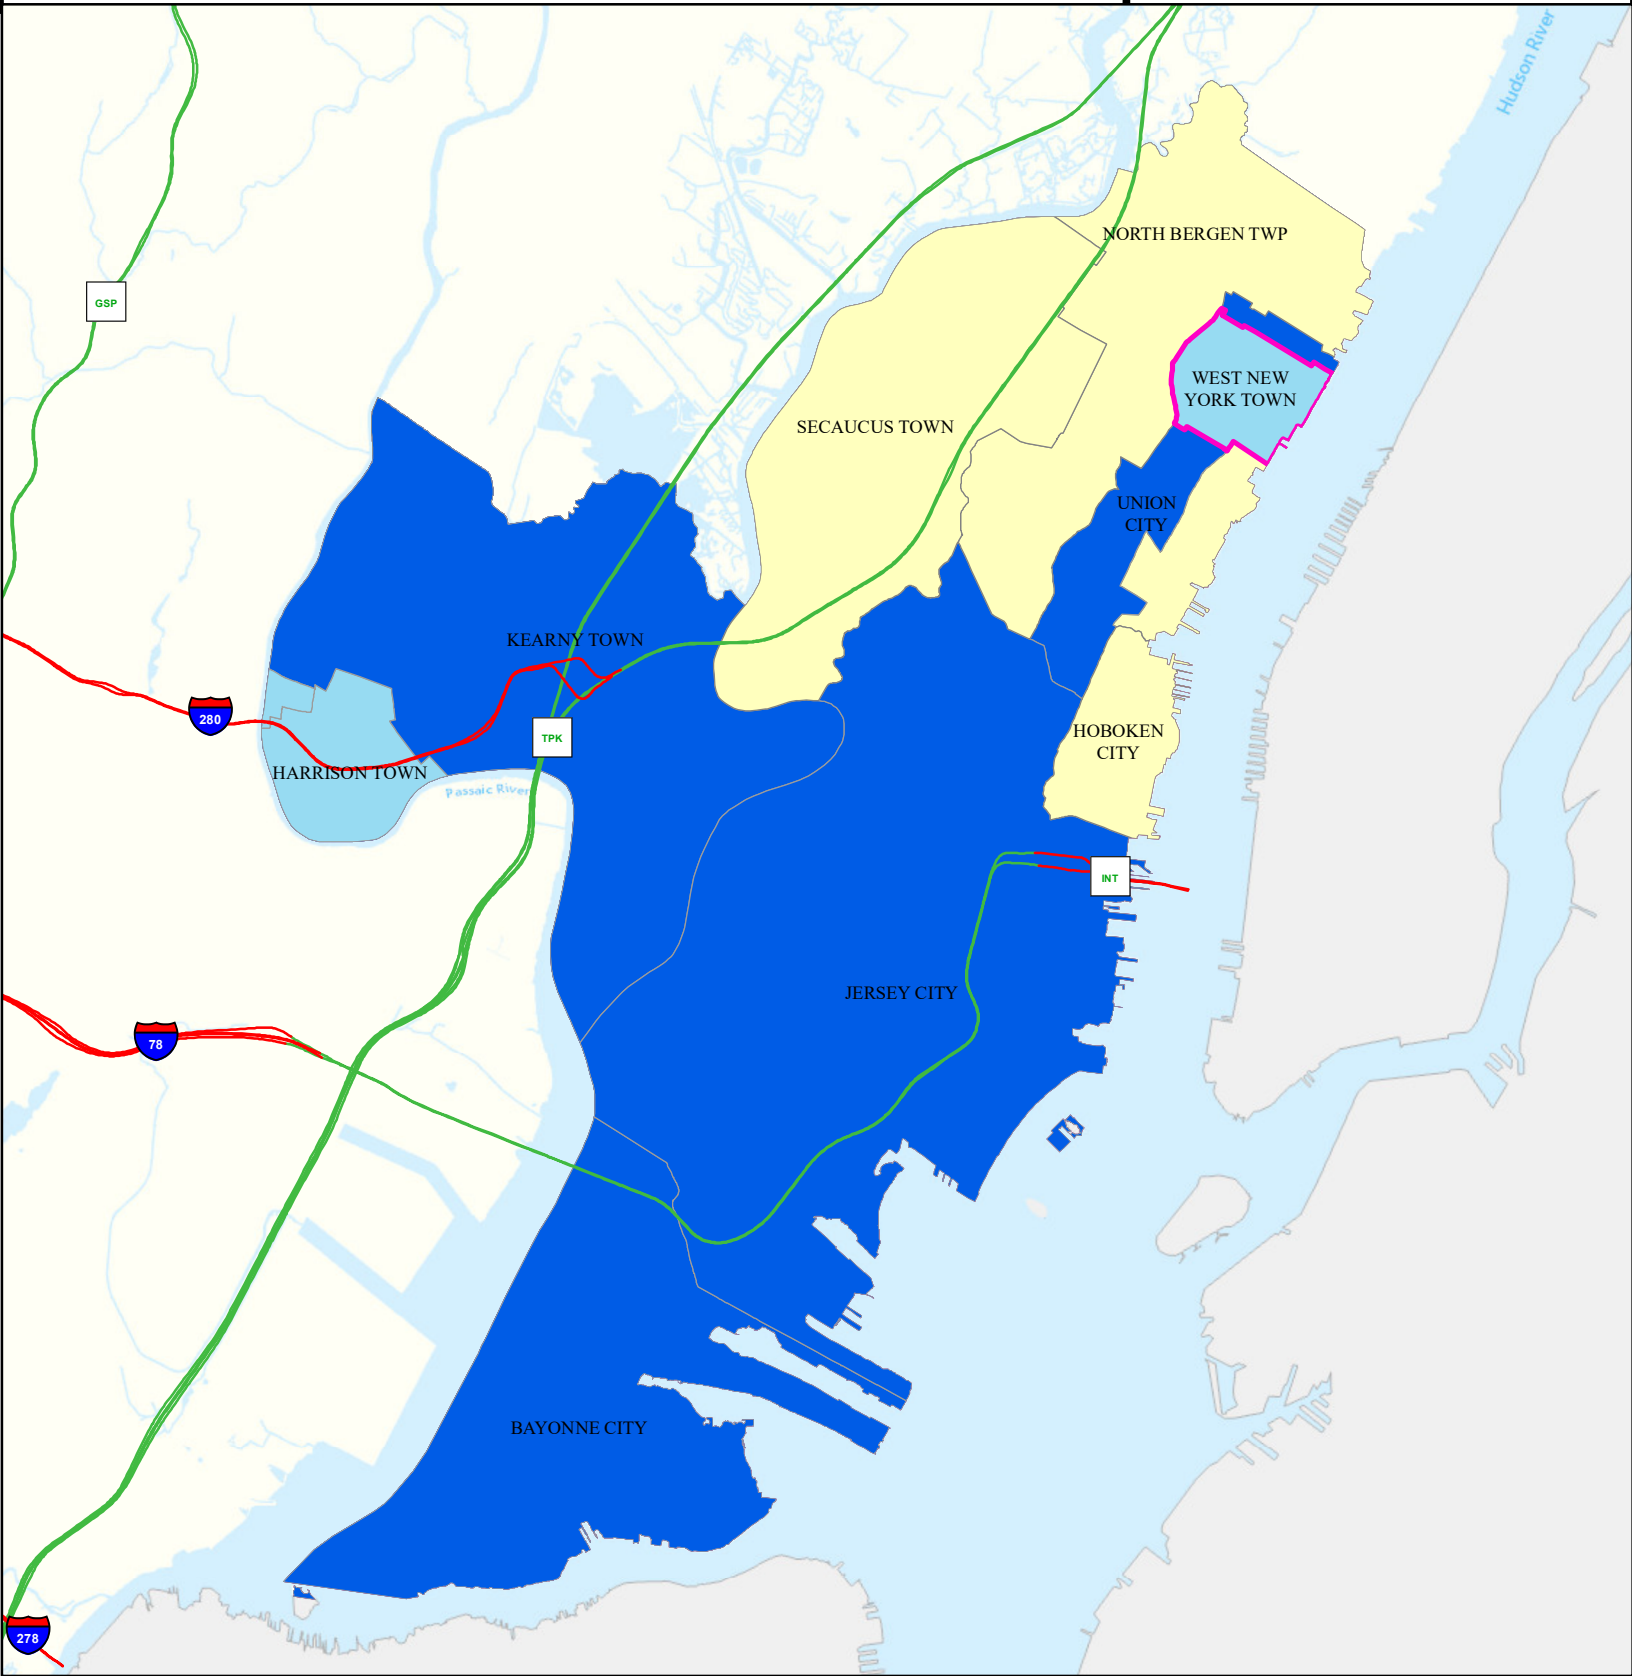 Hudson River
NORTH BERGEN TWP
GSP
WEST NEW
YORK TOWN
SECAUCUS TOWN
UNION
CITY
KEARNY TOWN
280
TPK
HOBOKEN
CITY
HARRISON TOWN
Passaic River
INT
JERSEY CITY
78
BAYONNE CITY
278